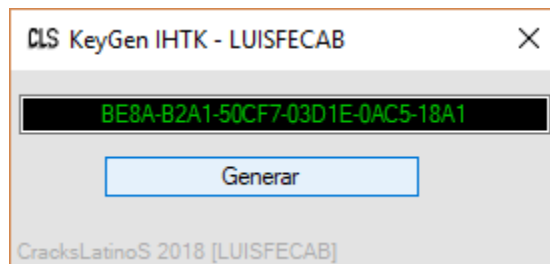 CLS KeyGen IHTK - LUISFECAB
BE8A-B2A1-50CF7-03D1E-0AC5-18A1
Generar
CracksLatinoS 2018 [LUISFECAB]